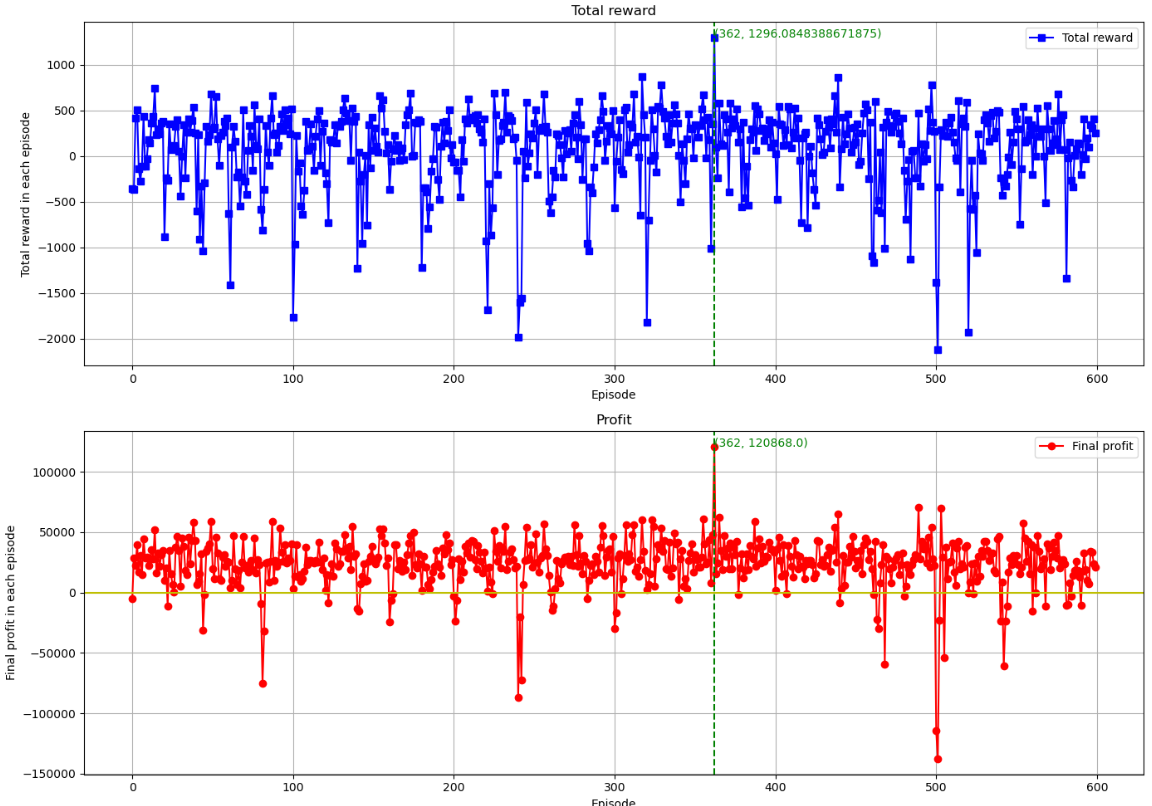 Total reward
(362, 1296.0848388671875)
Total reward
1000
500
0
−500
−1000
−1500
−2000
Total reward in each episode
0 100 200 300 400 500 600
Episode
Profit
(362, 120868.0)
Final profit
100000
50000
0
−50000
−100000
−150000
Final profit in each episode
0 100 200 300 400 500 600
Episode